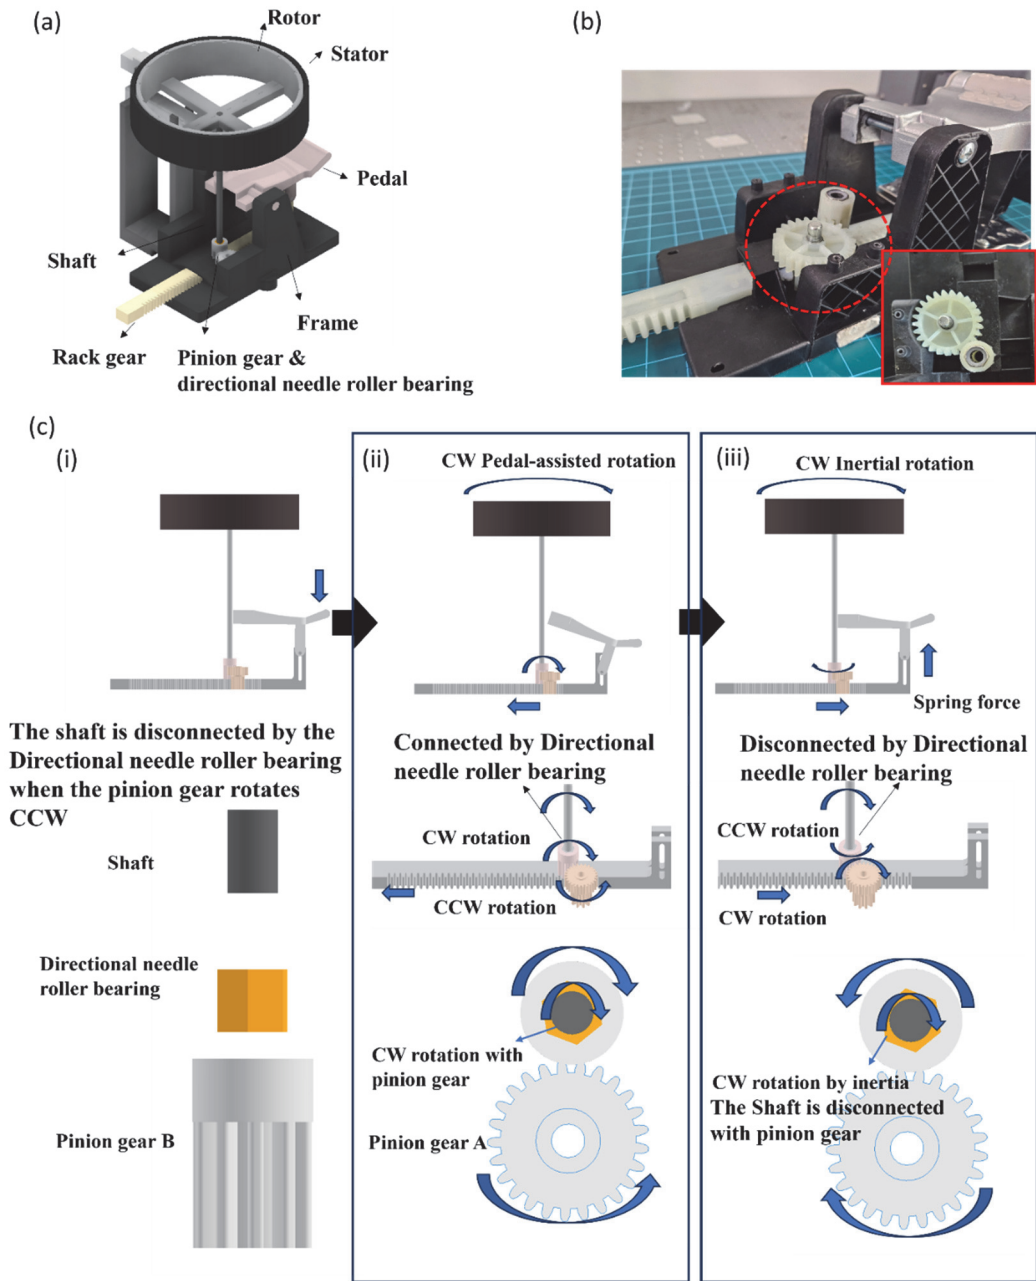 (a)
Rotor
Stator
Pedal
Shaft
Frame
Rack gear
Pinion gear &
directional needle roller bearing
(b)
(c)
(i)
The shaft is disconnected by the
Directional needle roller bearing
when the pinion gear rotates
CCW
Shaft
Directional needle
roller bearing
Pinion gear B
(ii)
CW Pedal-assisted rotation
Connected by Directional
needle roller bearing
CW rotation
CCW rotation
CW rotation with
pinion gear
Pinion gear A
(iii)
CW Inertial rotation
Spring force
Disconnected by Directional
needle roller bearing
CCW rotation
CW rotation
CW rotation by inertia
The Shaft is disconnected
with pinion gear